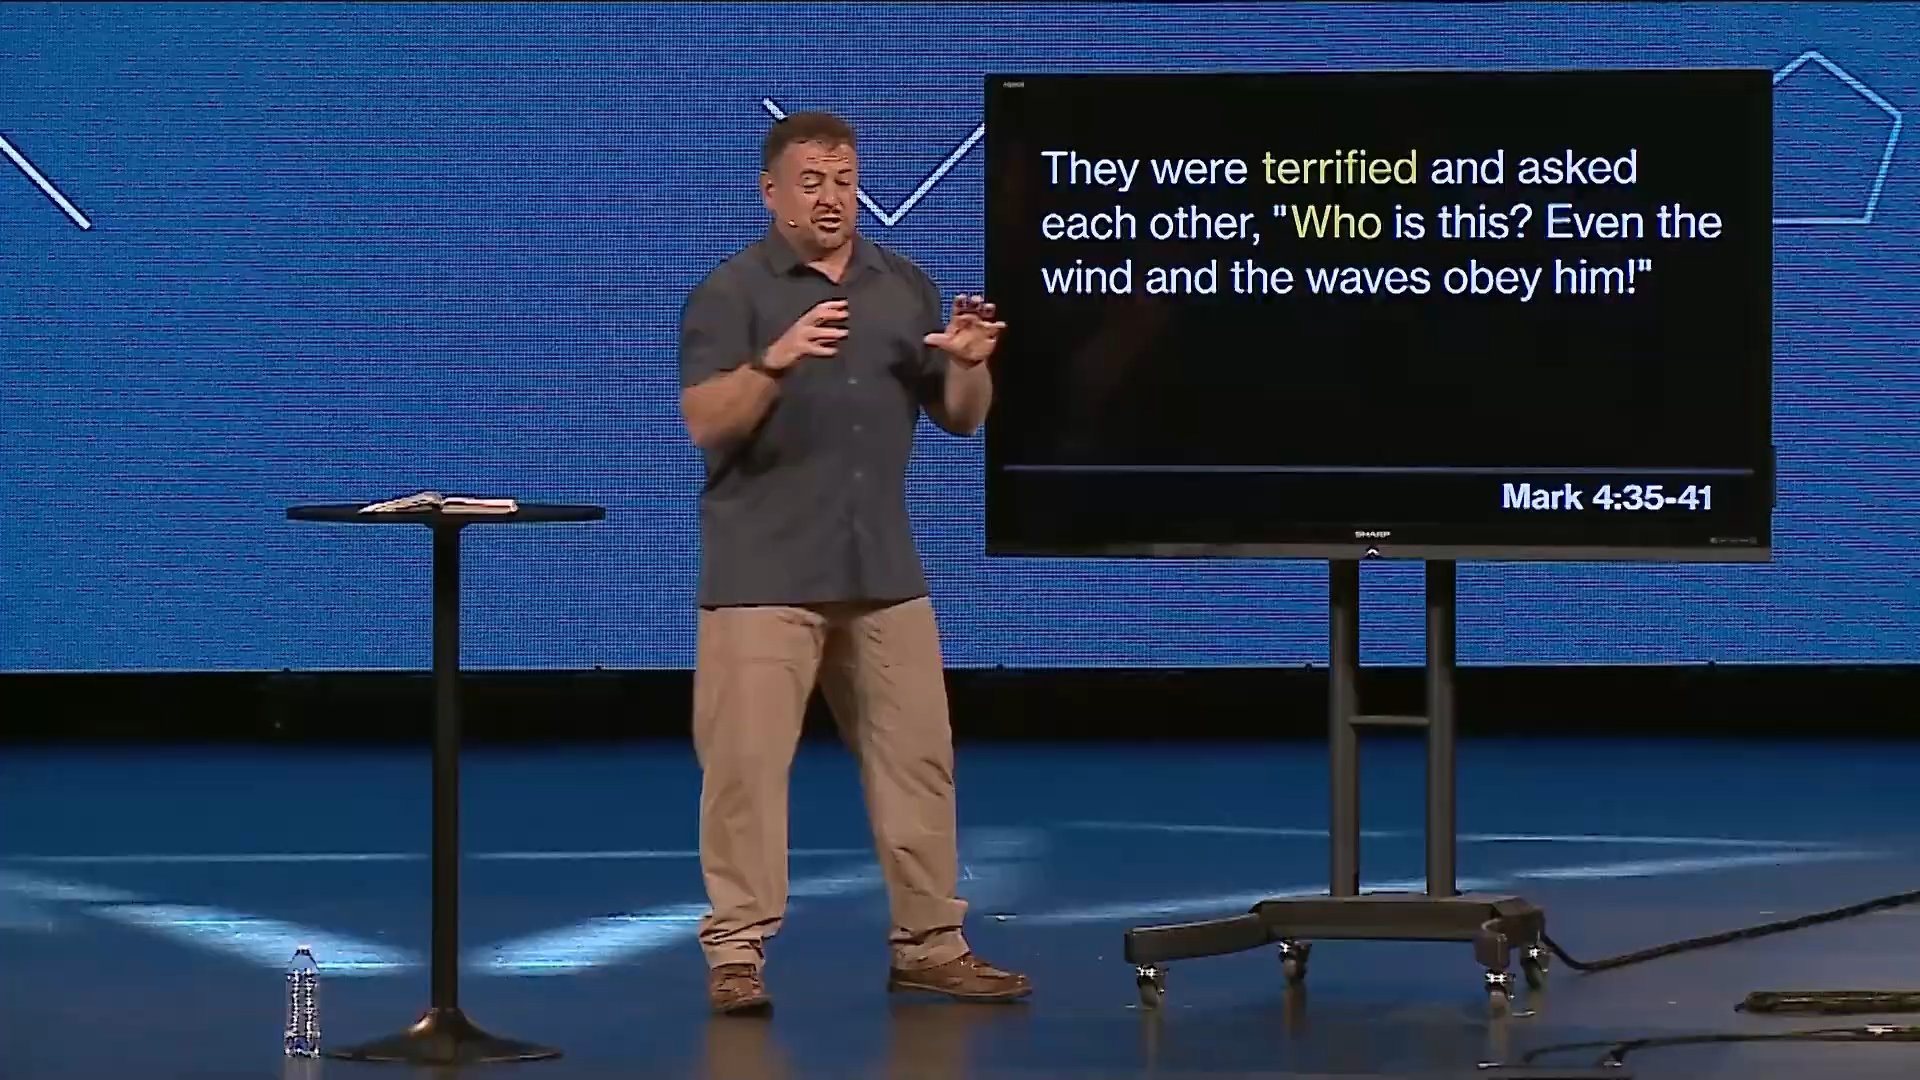 They were terrified and asked
each other, "Who is this? Even the
wind and the waves obey him!"
Mark 4:35-41
SHARP